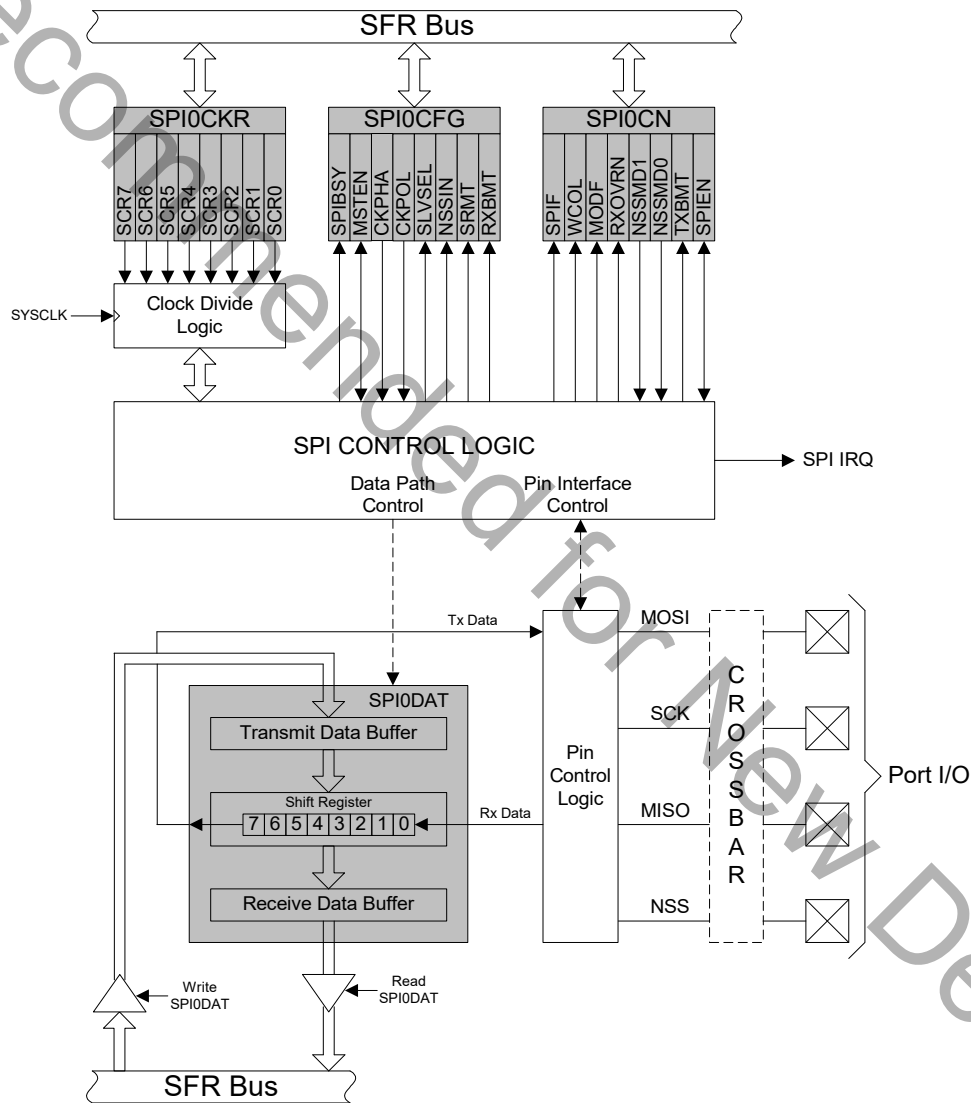 SFR Bus
SPI0CKR
SPI0CFG
SPI0CN
SCR7
SCR6
SCR5
SCR4
SCR3
SCR2
SCR1
SCR0
SPIBSY
MSTEN
CKPHA
CKPOL
SLVSEL
NSSIN
SRMT
RXBMT
SPIF
WCOL
MODF
RXOVRN
NSSMD1
NSSMD0
TXBMT
SPIEN
SYSCLK
Clock Divide
Logic
SPI CONTROL LOGIC
SPI IRQ
Data Path
Control
Pin Interface
Control
Tx Data
MOSI
SPI0DAT
Transmit Data Buffer
SCK
Shift Register
7 6 5 4 3 2 1 0
Rx Data
Pin
Control
Logic
MISO
Receive Data Buffer
NSS
CROSSBAR
Port I/O
Write
SPI0DAT
Read
SPI0DAT
SFR Bus
ecommended for New De